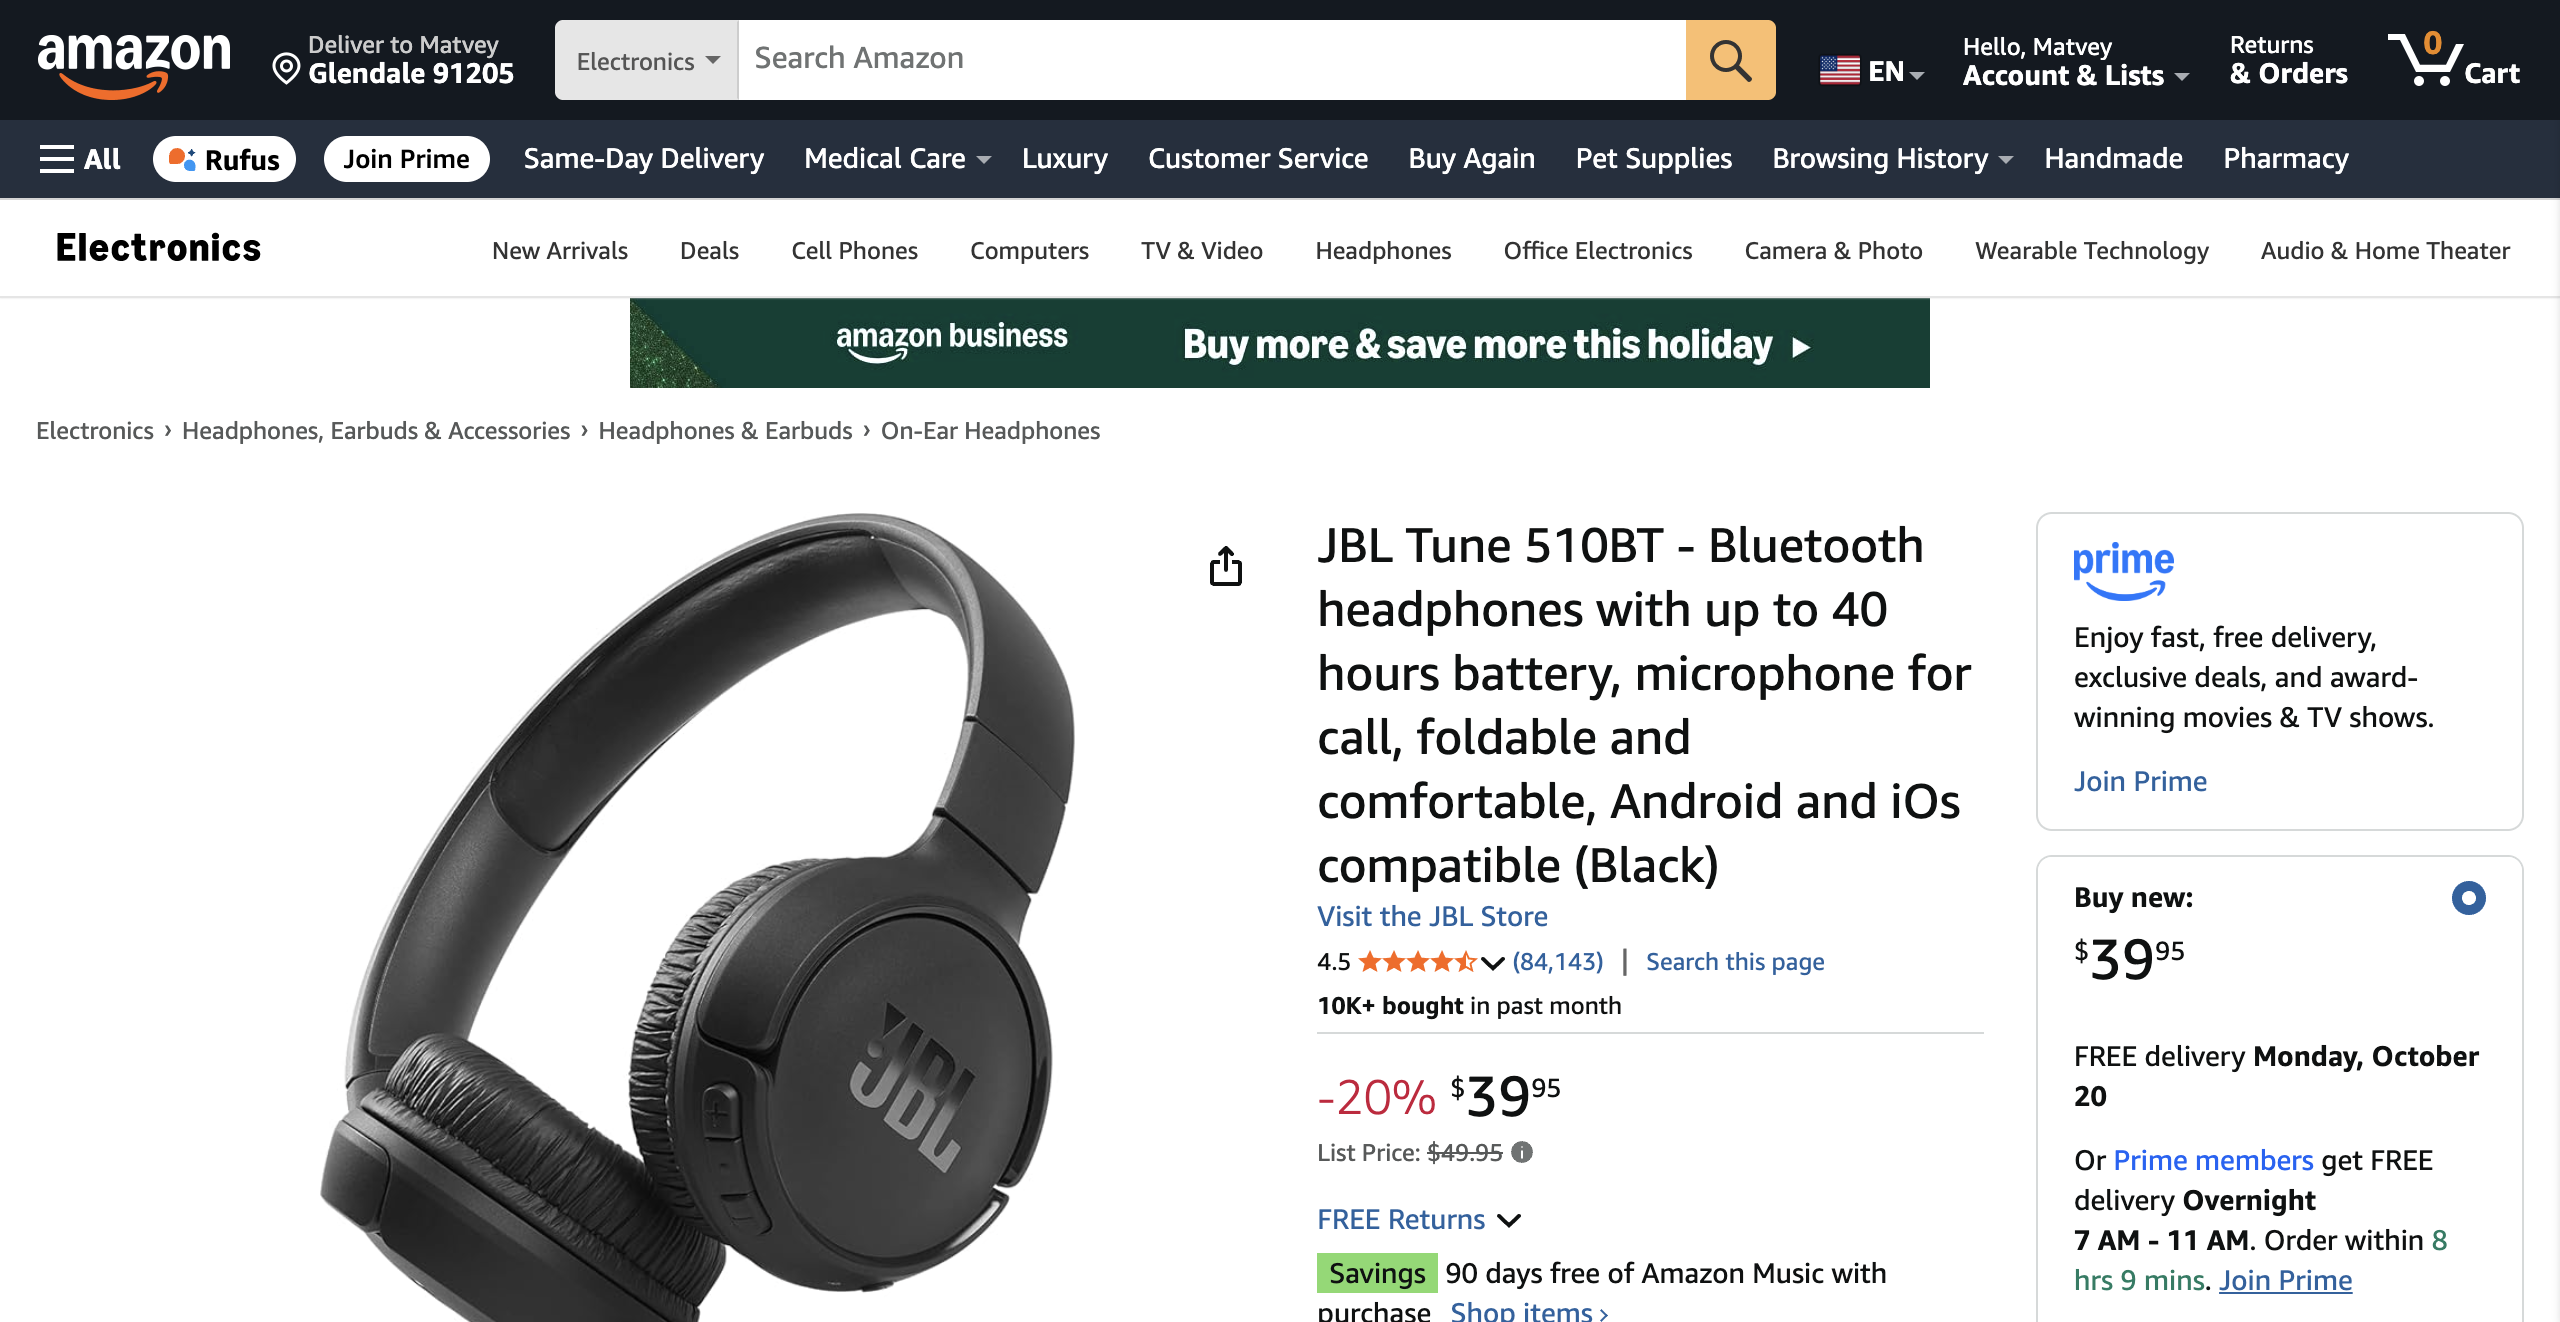 amazon
Deliver to Matvey
Glendale 91205
Electronics
Search Amazon
EN
Hello, Matvey
Account & Lists
Returns
& Orders
0
Cart
All
Rufus
Join Prime
Same-Day Delivery
Medical Care
Luxury
Customer Service
Buy Again
Pet Supplies
Browsing History
Handmade
Pharmacy
Electronics
New Arrivals
Deals
Cell Phones
Computers
TV & Video
Headphones
Office Electronics
Camera & Photo
Wearable Technology
Audio & Home Theater
amazon business
Buy more & save more this holiday
Electronics › Headphones, Earbuds & Accessories › Headphones & Earbuds › On-Ear Headphones
JBL
JBL Tune 510BT - Bluetooth
headphones with up to 40
hours battery, microphone for
call, foldable and
comfortable, Android and iOs
compatible (Black)
Visit the JBL Store
4.5 (84,143) | Search this page
10K+ bought in past month
-20% $39.95
List Price: $49.95
FREE Returns
Savings 90 days free of Amazon Music with
purchase Shop items ›
prime
Enjoy fast, free delivery,
exclusive deals, and award-
winning movies & TV shows.
Join Prime
Buy new:
$39.95
FREE delivery Monday, October
20
Or Prime members get FREE
delivery Overnight
7 AM - 11 AM. Order within 8
hrs 9 mins. Join Prime